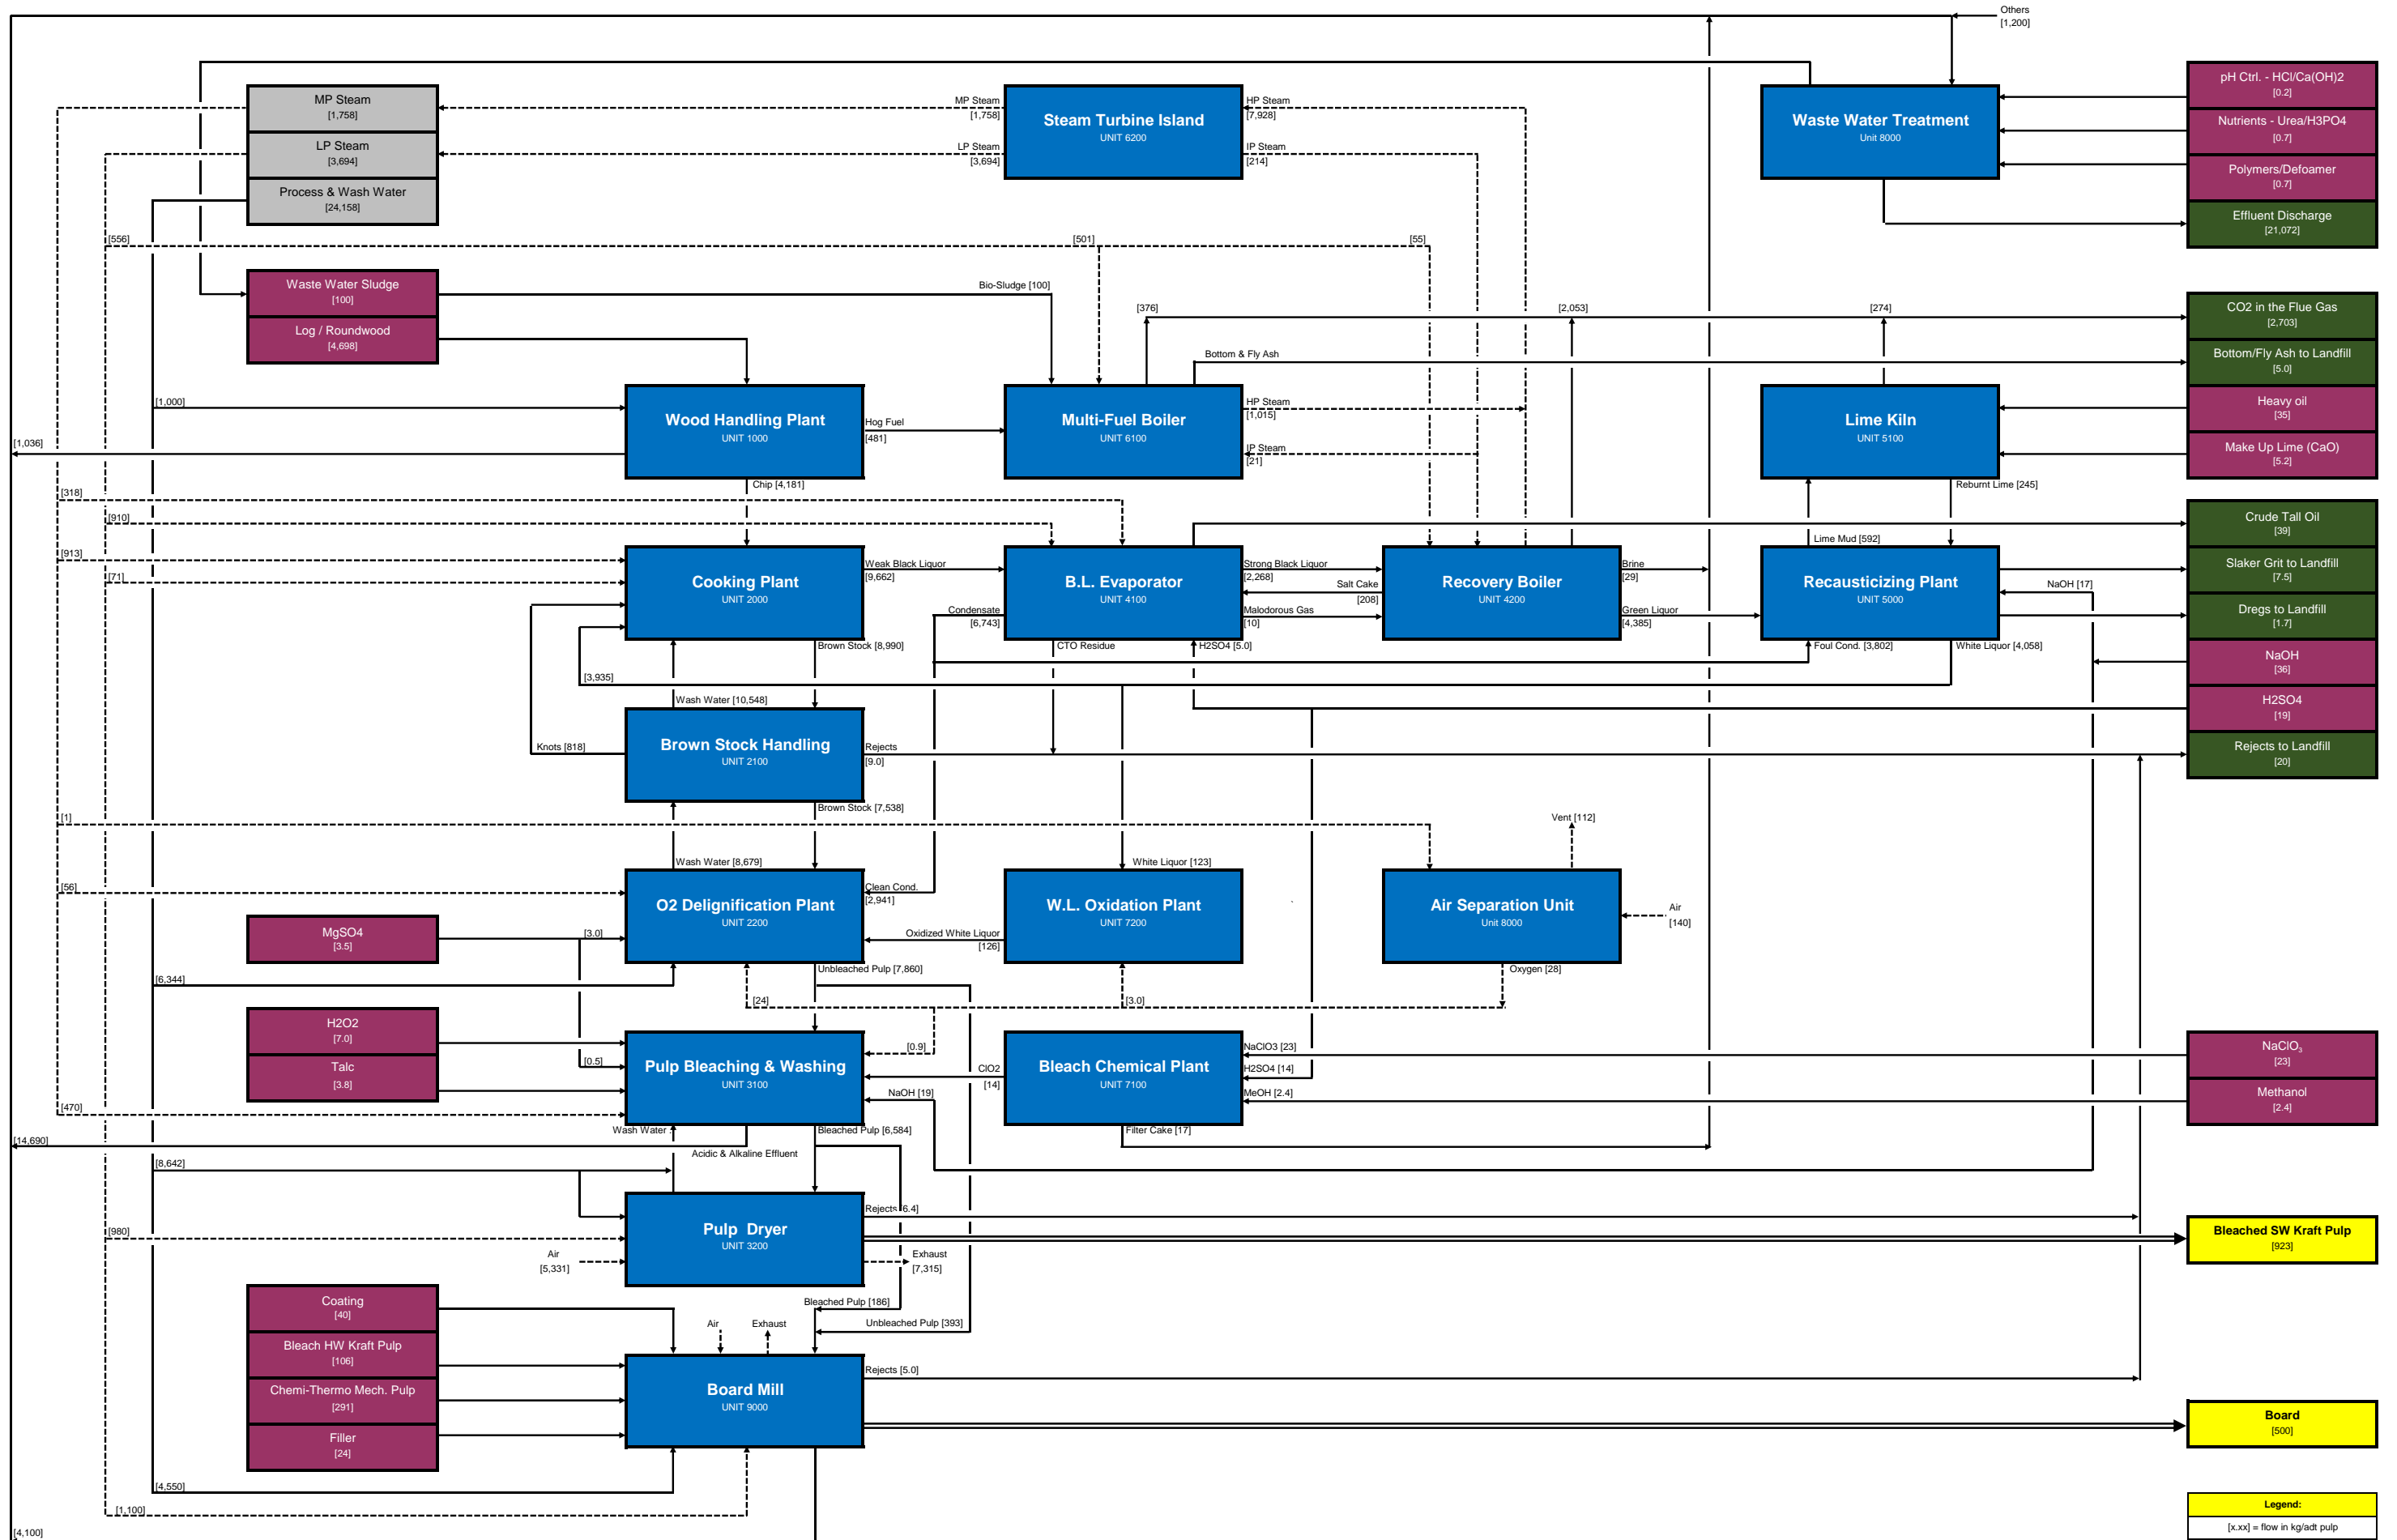 Others
[1,200]
MP Steam
[1,758]
LP Steam
[3,694]
Process & Wash Water
[24,158]
MP Steam
[1,758]
LP Steam
[3,694]
Steam Turbine Island
UNIT 6200
HP Steam
[7,928]
IP Steam
[214]
Waste Water Treatment
Unit 8000
pH Ctrl. - HCl/Ca(OH)2
[0.2]
Nutrients - Urea/H3PO4
[0.7]
Polymers/Defoamer
[0.7]
Effluent Discharge
[21,072]
[556]
[501]
[55]
Waste Water Sludge
[100]
Log / Roundwood
[4,698]
Bio-Sludge [100]
[376]
[2,053]
[274]
Bottom & Fly Ash
CO2 in the Flue Gas
[2,703]
Bottom/Fly Ash to Landfill
[5.0]
Heavy oil
[35]
Make Up Lime (CaO)
[5.2]
[1,000]
[1,036]
Wood Handling Plant
UNIT 1000
Hog Fuel
[481]
Multi-Fuel Boiler
UNIT 6100
HP Steam
[1,015]
IP Steam
[21]
Lime Kiln
UNIT 5100
Chip [4,181]
Reburnt Lime [245]
[318]
[910]
[913]
[71]
Cooking Plant
UNIT 2000
Weak Black Liquor
[9,662]
Condensate
[6,743]
B.L. Evaporator
UNIT 4100
Strong Black Liquor
[2,268]
Salt Cake
[208]
Malodorous Gas
[10]
Recovery Boiler
UNIT 4200
Brine
[29]
Green Liquor
[4,385]
Lime Mud [592]
Recausticizing Plant
UNIT 5000
NaOH [17]
Crude Tall Oil
[39]
Slaker Grit to Landfill
[7.5]
Dregs to Landfill
[1.7]
NaOH
[36]
H2SO4
[19]
Rejects to Landfill
[20]
Brown Stock [8,990]
CTO Residue
H2SO4 [5.0]
Foul Cond. [3,802]
White Liquor [4,058]
[3,935]
Wash Water [10,548]
Knots [818]
Brown Stock Handling
UNIT 2100
Rejects
[9.0]
Brown Stock [7,538]
[1]
Vent [112]
Wash Water [8,679]
White Liquor [123]
[56]
O2 Delignification Plant
UNIT 2200
Clean Cond.
[2,941]
Oxidized White Liquor
[126]
W.L. Oxidation Plant
UNIT 7200
Air Separation Unit
Unit 8000
Air
[140]
MgSO4
[3.5]
[3.0]
[6,344]
Unbleached Pulp [7,860]
Oxygen [28]
[24]
[3.0]
H2O2
[7.0]
Talc
[3.8]
[0.5]
[470]
Pulp Bleaching & Washing
UNIT 3100
[0.9]
ClO2
[14]
NaOH [19]
Bleach Chemical Plant
UNIT 7100
NaClO3 [23]
H2SO4 [14]
MeOH [2.4]
NaClO3
[23]
Methanol
[2.4]
Wash Water
Bleached Pulp [6,584]
Filter Cake [17]
[14,690]
Acidic & Alkaline Effluent
[8,642]
Pulp Dryer
UNIT 3200
Rejects [6.4]
[980]
Air
[5,331]
Exhaust
[7,315]
Bleached SW Kraft Pulp
[923]
Coating
[40]
Bleach HW Kraft Pulp
[106]
Chemi-Thermo Mech. Pulp
[291]
Filler
[24]
Bleached Pulp [186]
Air
Exhaust
Unbleached Pulp [393]
Board Mill
UNIT 9000
Rejects [5.0]
Board
[500]
[4,550]
[1,100]
[4,100]
Legend:
[x.xx] = flow in kg/adt pulp